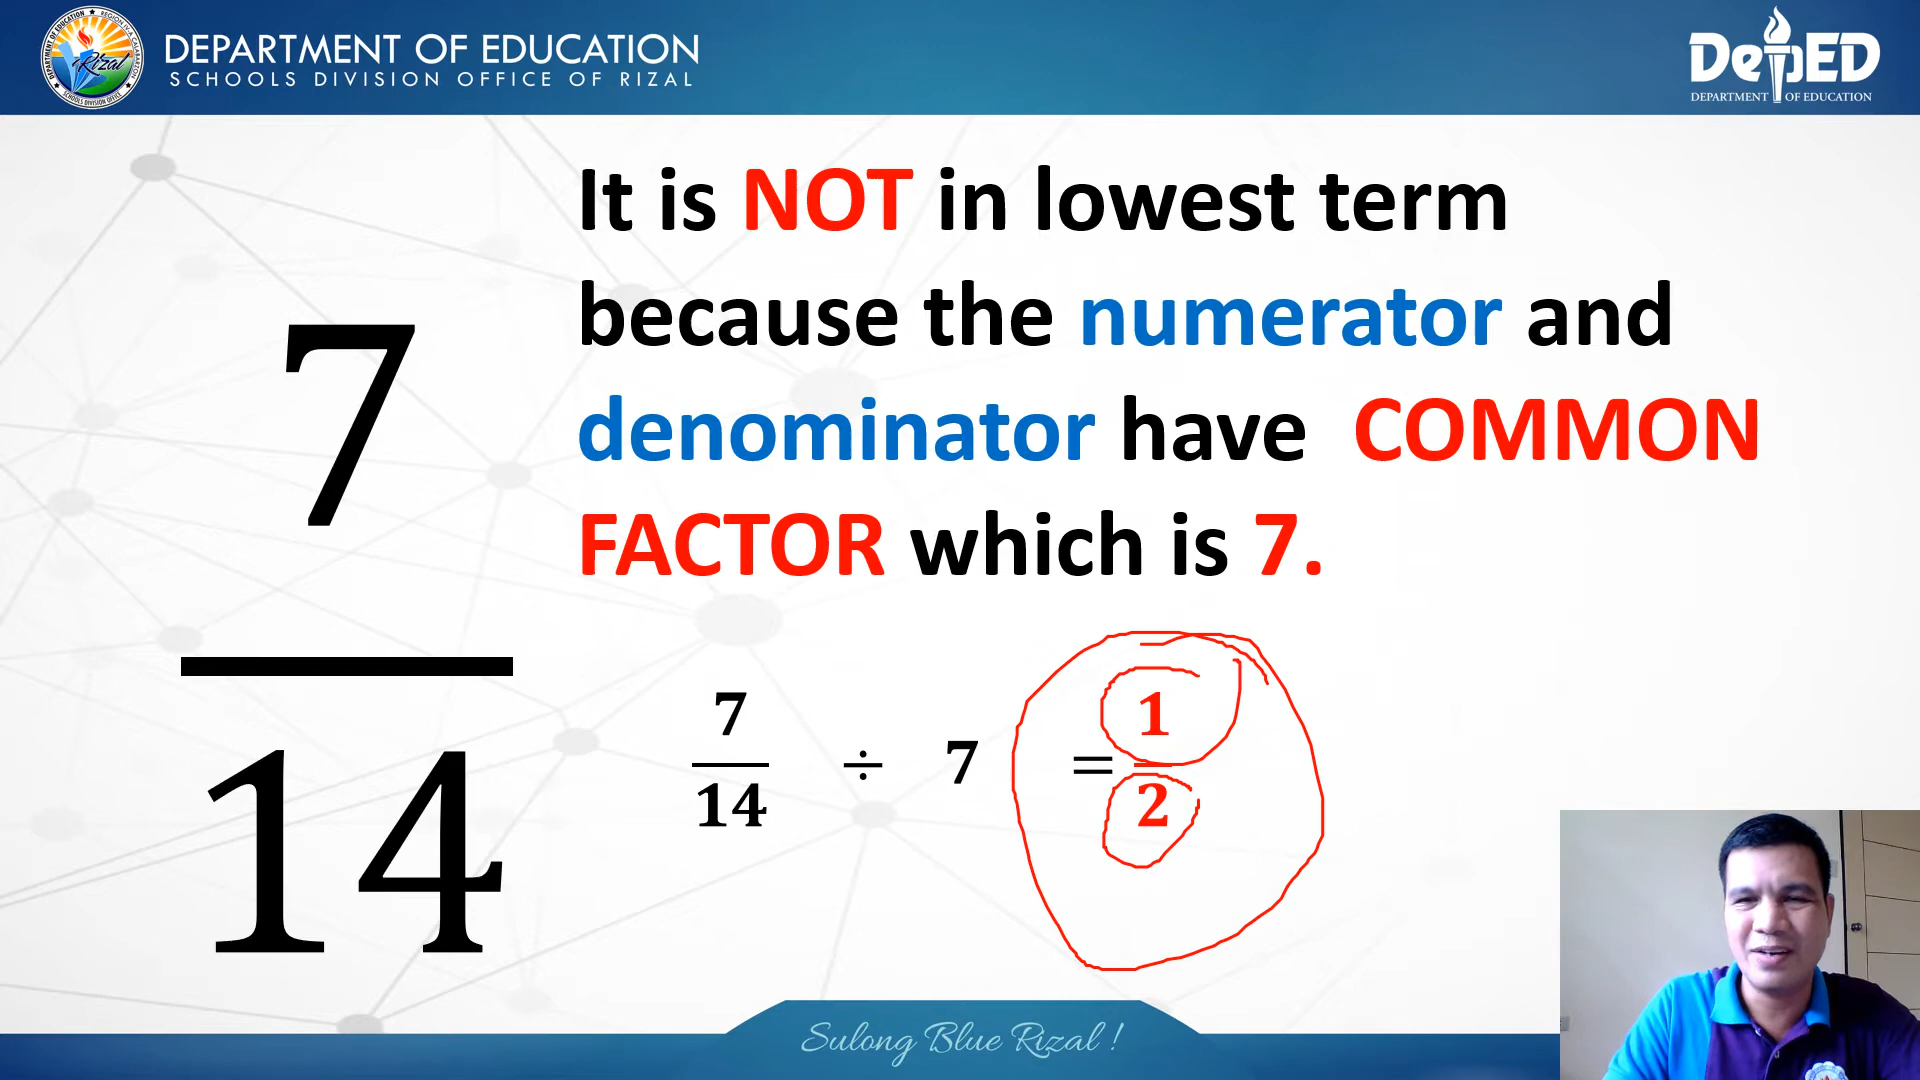 DEPARTMENT OF EDUCATION
SCHOOLS DIVISION OFFICE OF RIZAL
DepED
DEPARTMENT OF EDUCATION
It is NOT in lowest term
because the numerator and
denominator have COMMON
FACTOR which is 7.
7
14
7
14
÷ 7 =
1
2
Sulong Blue Rizal !